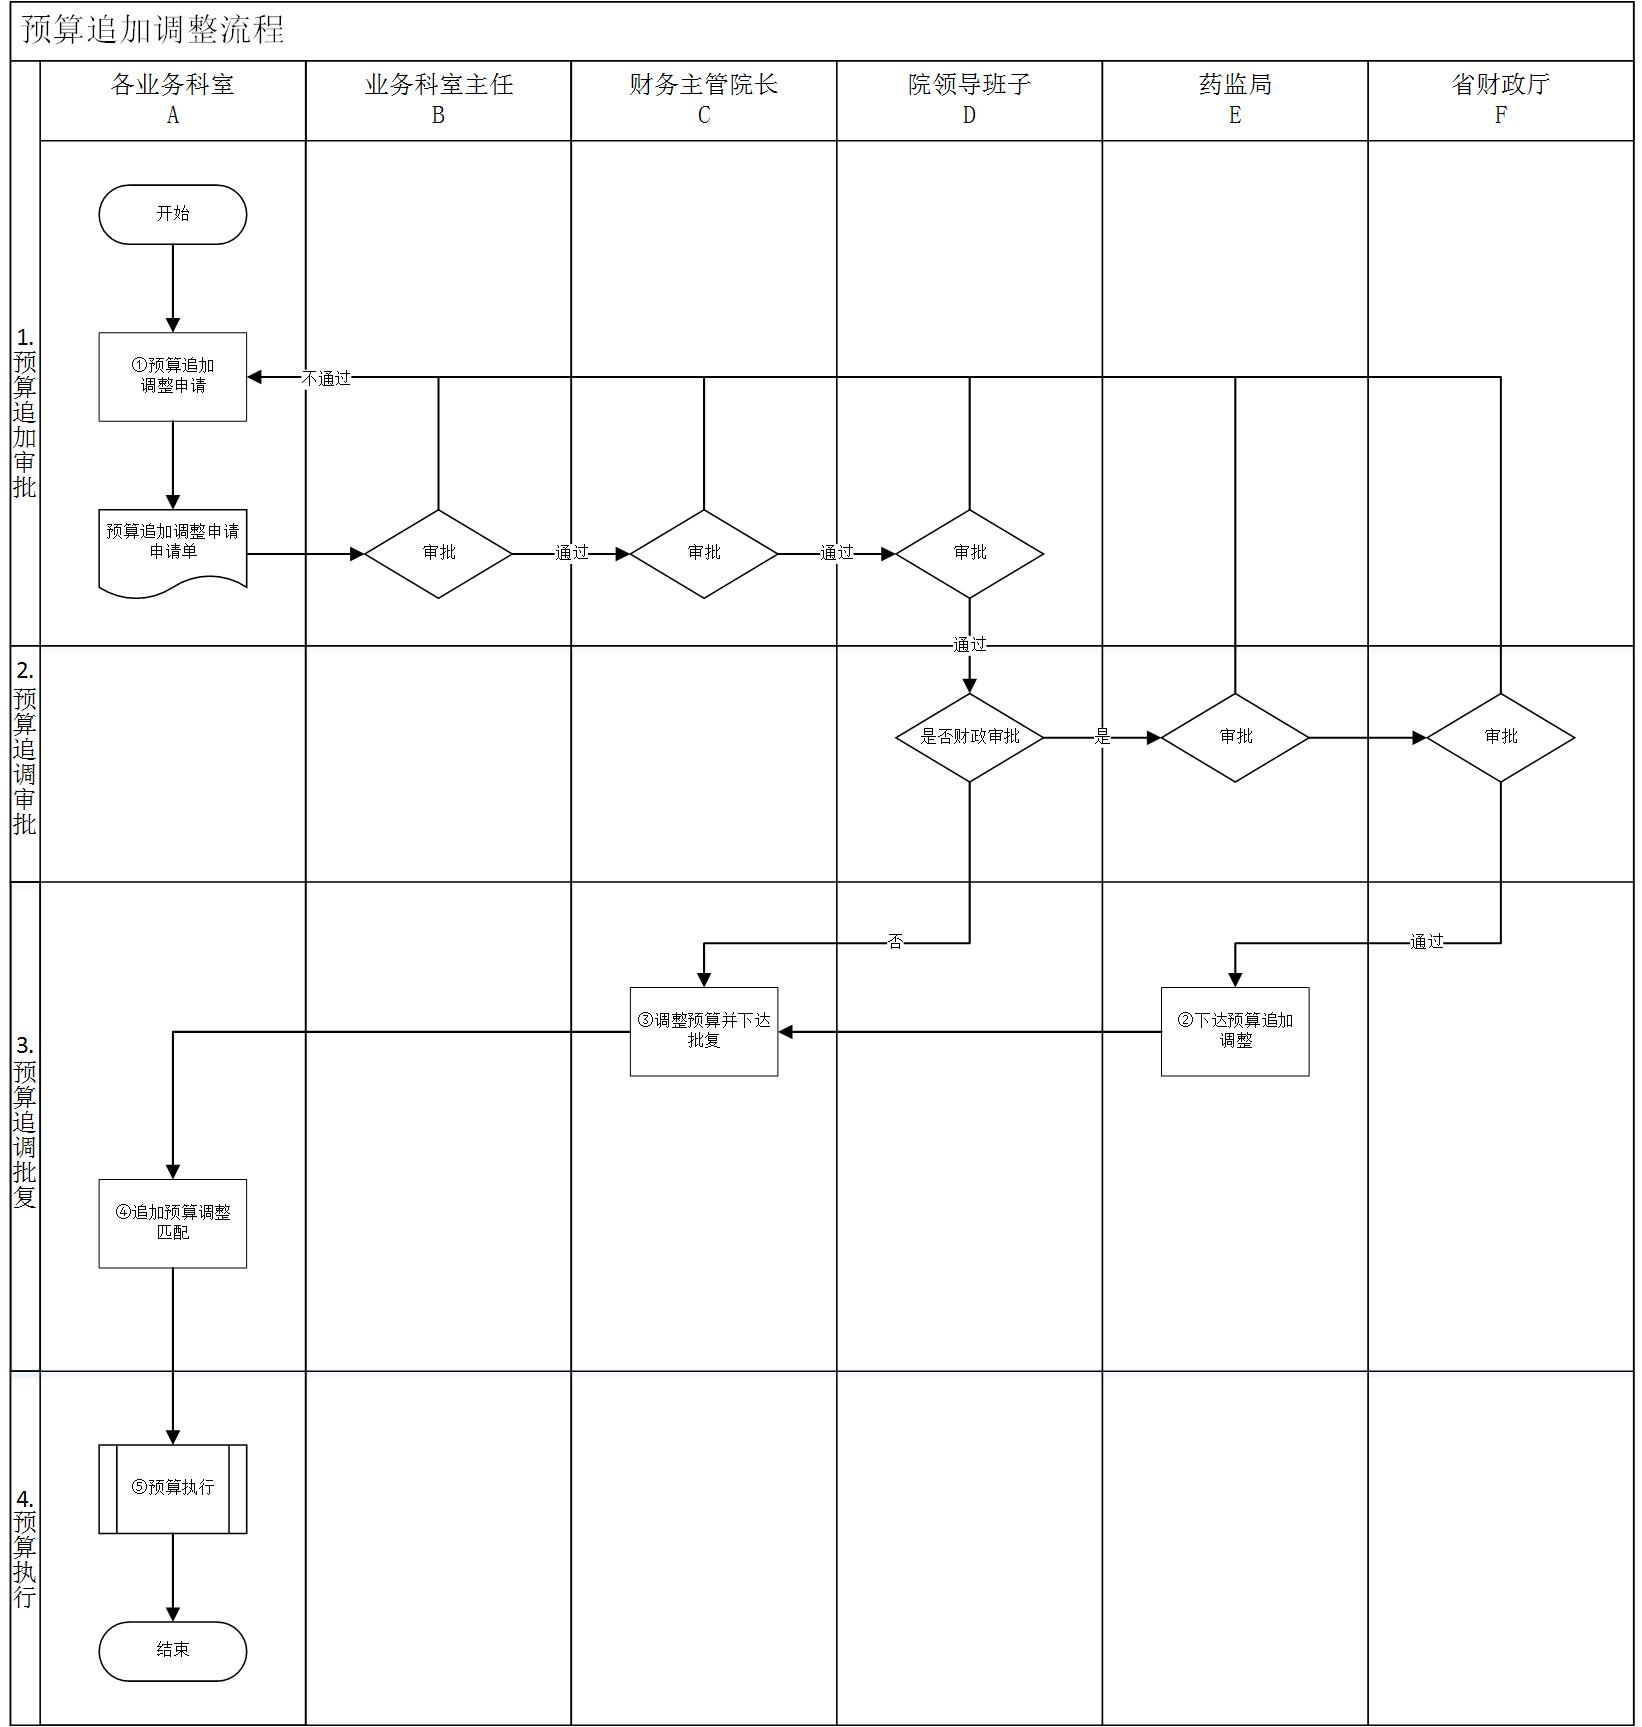 预算追加调整流程
各业务科室
A
业务科室主任
B
财务主管院长
C
院领导班子
D
药监局
E
省财政厅
F
1.
预算追加审批
开始
①预算追加
调整申请
不通过
预算追加调整申请
申请单
审批
通过
审批
通过
审批
通过
2.
预算追调审批
是否财政审批
是
审批
审批
3.
预算追调批复
否
通过
③调整预算并下达
批复
②下达预算追加
调整
④追加预算调整
匹配
4.
预算执行
⑤预算执行
结束